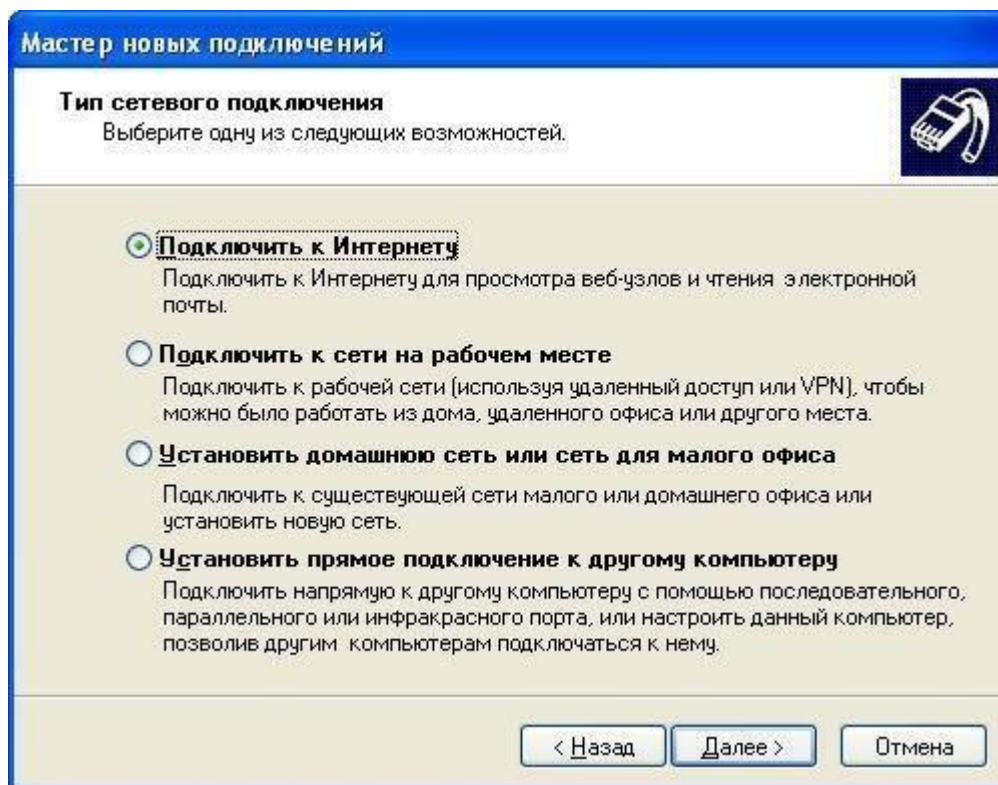 Мастер новых подключений
Тип сетевого подключения
Выберите одну из следующих возможностей.
Подключить к Интернету
Подключить к Интернету для просмотра веб-узлов и чтения электронной
почты.
Подключить к сети на рабочем месте
Подключить к рабочей сети (используя удаленный доступ или VPN), чтобы
можно было работать из дома, удаленного офиса или другого места.
Установить домашнюю сеть или сеть для малого офиса
Подключить к существующей сети малого или домашнего офиса или
установить новую сеть.
Установить прямое подключение к другому компьютеру
Подключить напрямую к другому компьютеру с помощью последовательного,
параллельного или инфракрасного порта, или настроить данный компьютер,
позволив другим компьютерам подключаться к нему.
< Назад Далее > Отмена